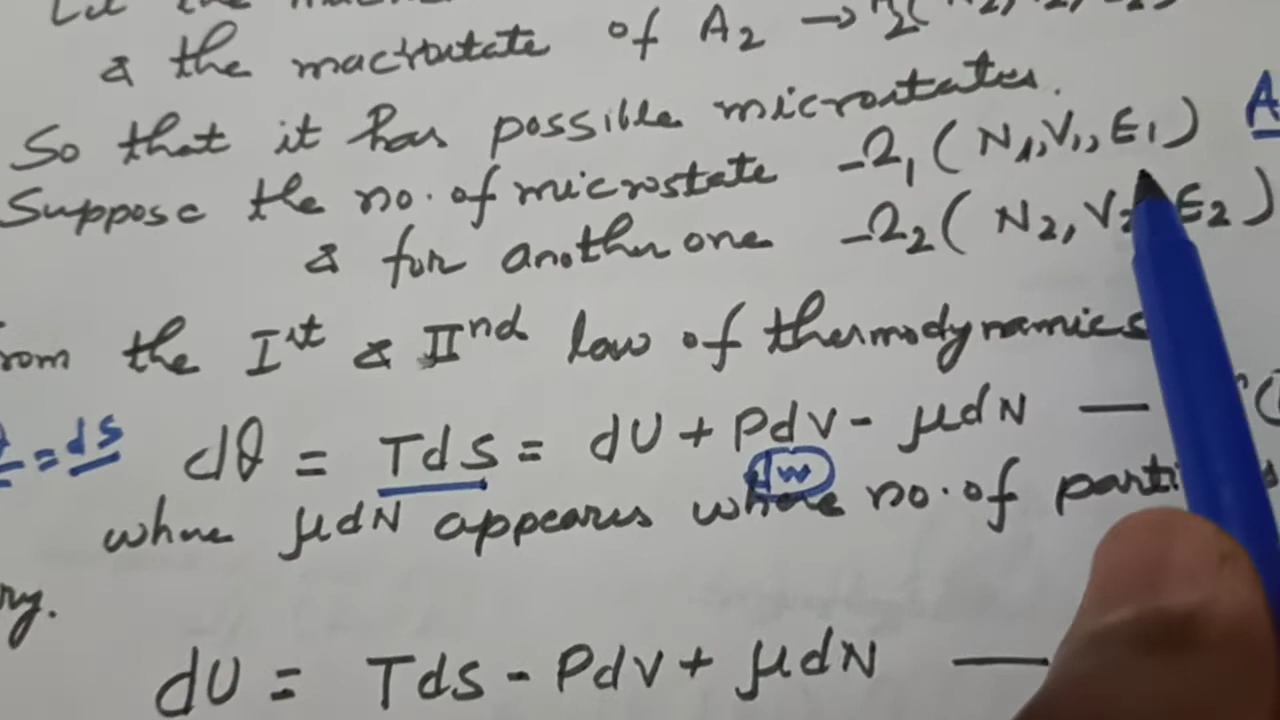 & the macrostate of A₂ →
So that it has possible microstates.
Suppose the no. of microstate Ω₁ ( N₁, V₁, E₁ )
& for another one Ω₂ ( N₂, V₂ E₂ )
the Iˢᵗ & IIⁿᵈ law of thermodynamics
= ds
dQ = Tds = dU + PdV - μdN —
dw
where μdN appears where no. of
dU = Tds - PdV + μdN —